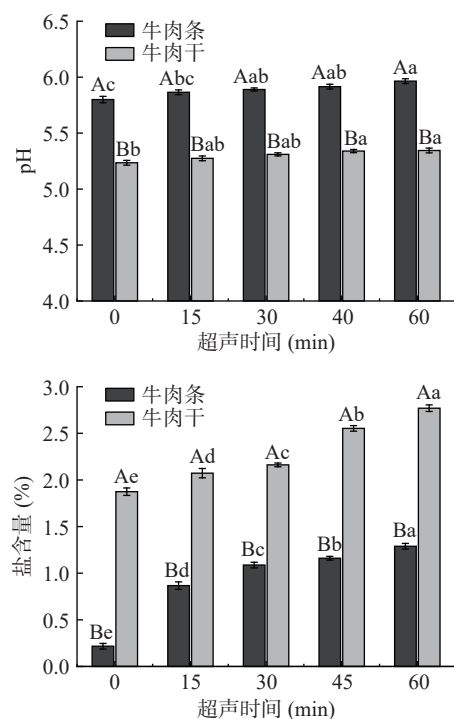 6.5
牛肉条
牛肉干
6.0
Ac
Abc
Aab
Aab
Aa
5.5
Bb
Bab
Bab
Ba
Ba
pH
5.0
4.5
4.0
0 15 30 40 60
超声时间 (min)
3.0
牛肉条
牛肉干
Aa
Ab
2.5
Ac
Ad
Ae
2.0
盐含量 (%)
1.5
Ba
Bb
Bc
Bd
1.0
0.5
Be
0.0
0 15 30 45 60
超声时间 (min)